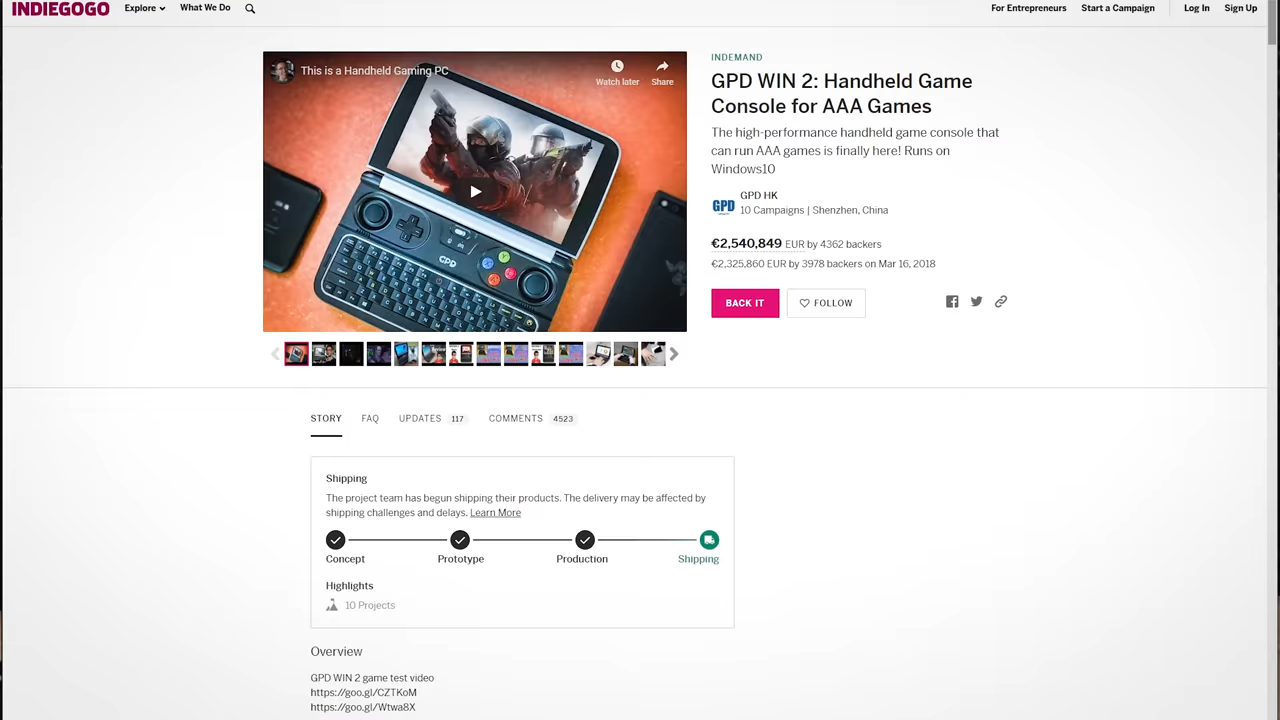 INDIEGOGO
Explore
What We Do
For Entrepreneurs
Start a Campaign
Log In
Sign Up
This is a Handheld Gaming PC
Watch later
Share
GPD
INDEMAND
GPD WIN 2: Handheld Game
Console for AAA Games
The high-performance handheld game console that
can run AAA games is finally here! Runs on
Windows10
GPD
GPD HK
10 Campaigns | Shenzhen, China
€2,540,849 EUR by 4362 backers
€2,325,860 EUR by 3978 backers on Mar 16, 2018
BACK IT
FOLLOW
STORY
FAQ
UPDATES 117
COMMENTS 4523
Shipping
The project team has begun shipping their products. The delivery may be affected by
shipping challenges and delays. Learn More
Concept
Prototype
Production
Shipping
Highlights
10 Projects
Overview
GPD WIN 2 game test video
https://goo.gl/CZTKoM
https://goo.gl/Wtwa8X